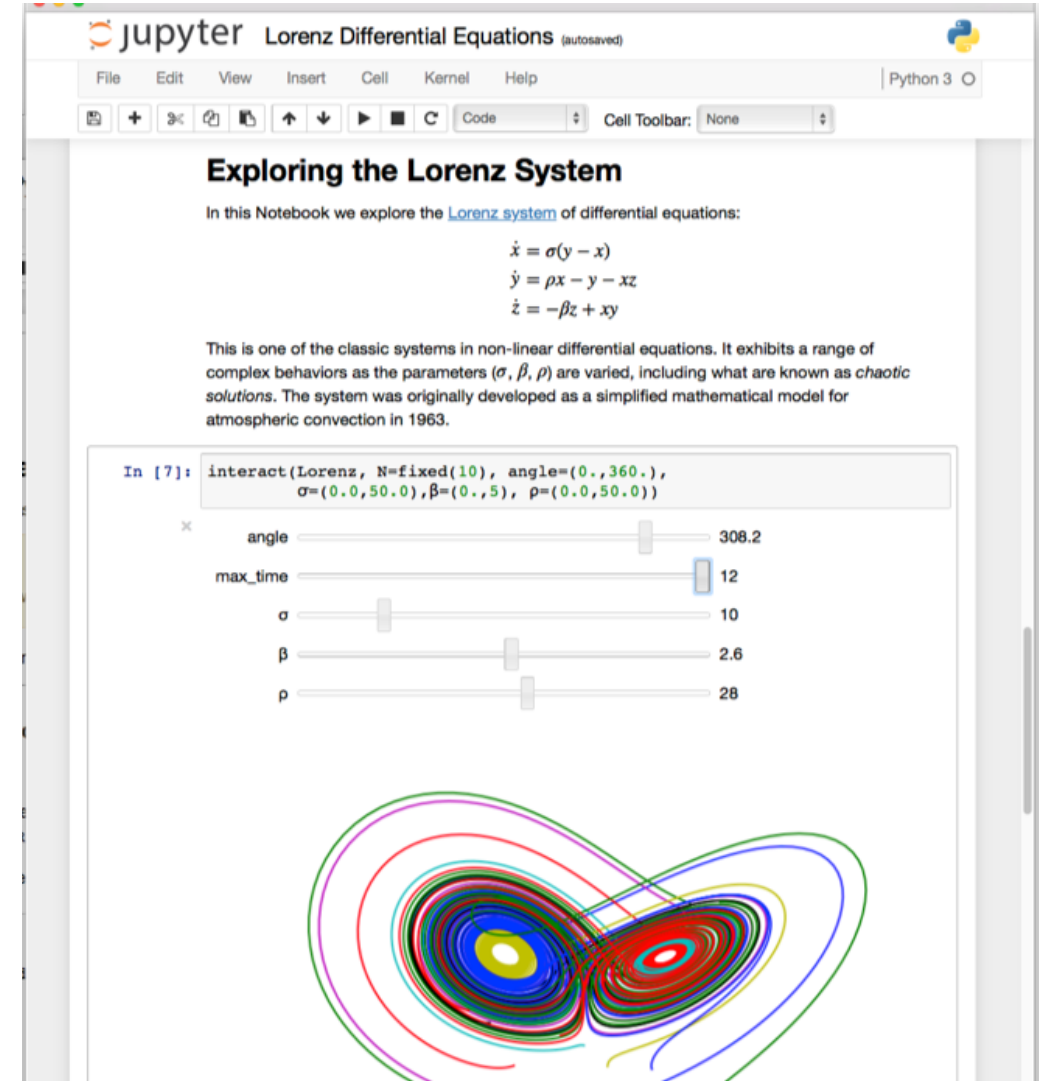 jupyter Lorenz Differential Equations (autosaved)
File Edit View Insert Cell Kernel Help Python 3
Code Cell Toolbar: None
Exploring the Lorenz System
In this Notebook we explore the Lorenz system of differential equations:
ẋ = σ(y − x)
ẏ = ρx − y − xz
ż = −βz + xy
This is one of the classic systems in non-linear differential equations. It exhibits a range of
complex behaviors as the parameters (σ, β, ρ) are varied, including what are known as chaotic
solutions. The system was originally developed as a simplified mathematical model for
atmospheric convection in 1963.
In [7]: interact(Lorenz, N=fixed(10), angle=(0.,360.),
σ=(0.0,50.0),β=(0.,5), ρ=(0.0,50.0))
angle 308.2
max_time 12
σ 10
β 2.6
ρ 28